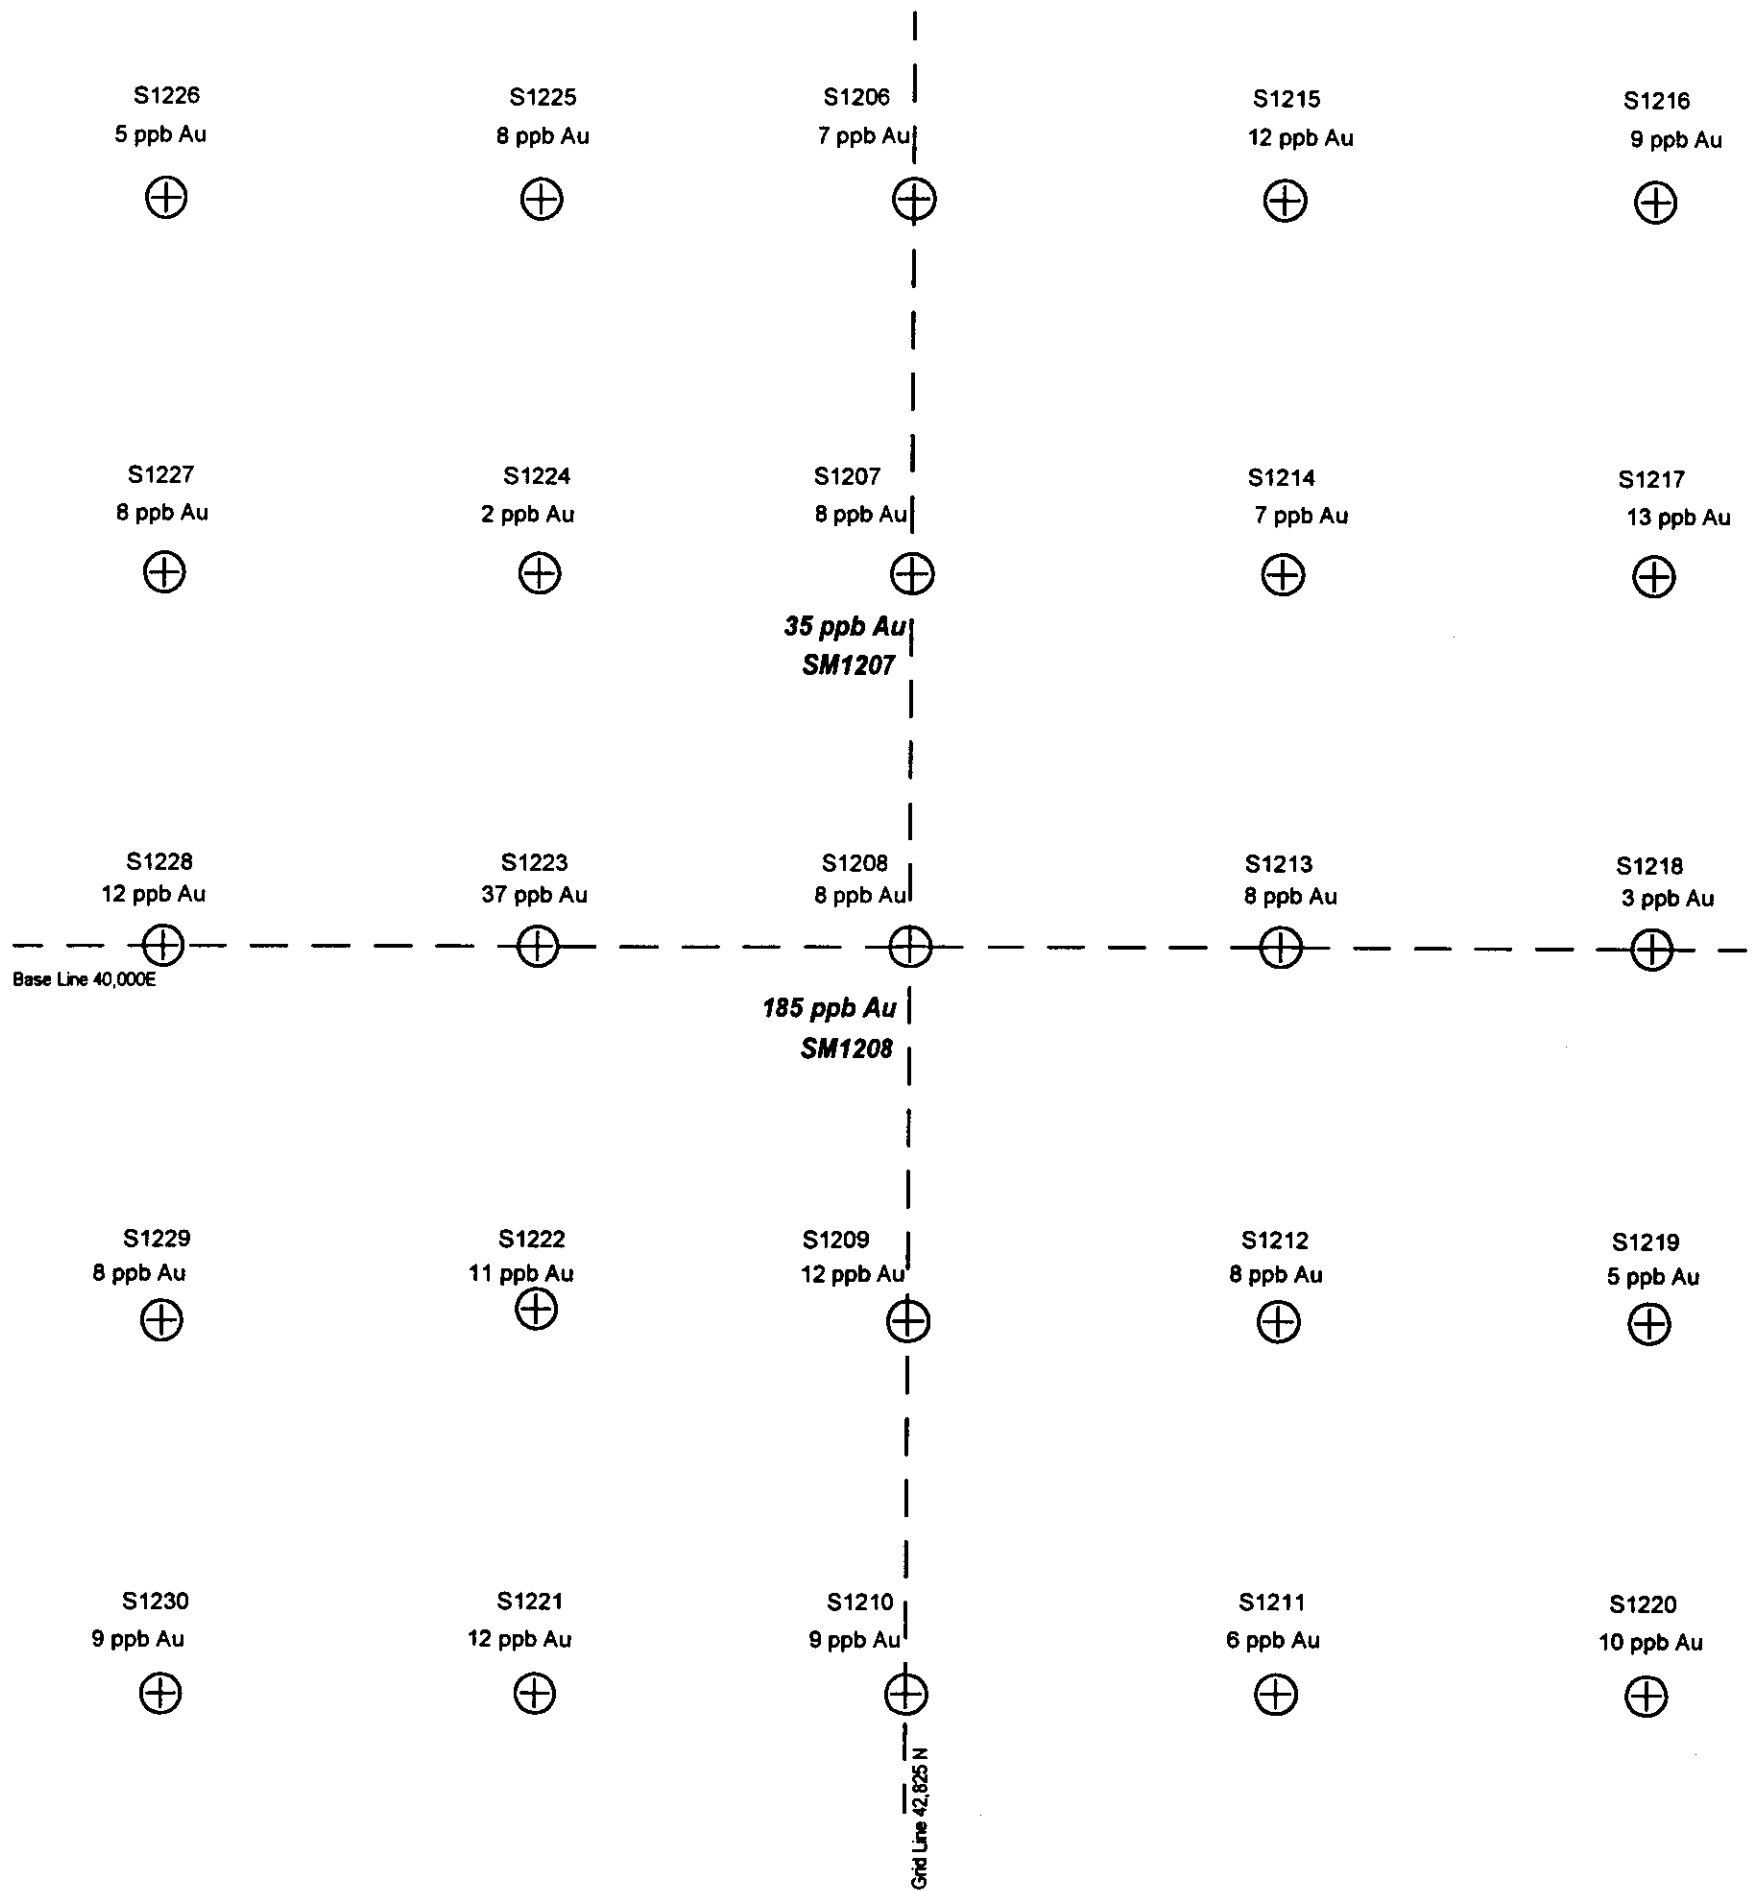 S1226
5 ppb Au
S1225
8 ppb Au
S1206
7 ppb Au
S1215
12 ppb Au
S1216
9 ppb Au
S1227
8 ppb Au
S1224
2 ppb Au
S1207
8 ppb Au
S1214
7 ppb Au
S1217
13 ppb Au
35 ppb Au
SM1207
S1228
12 ppb Au
S1223
37 ppb Au
S1208
8 ppb Au
S1213
8 ppb Au
S1218
3 ppb Au
Base Line 40,000E
185 ppb Au
SM1208
S1229
8 ppb Au
S1222
11 ppb Au
S1209
12 ppb Au
S1212
8 ppb Au
S1219
5 ppb Au
S1230
9 ppb Au
S1221
12 ppb Au
S1210
9 ppb Au
S1211
6 ppb Au
S1220
10 ppb Au
Grid Line 42,825 N